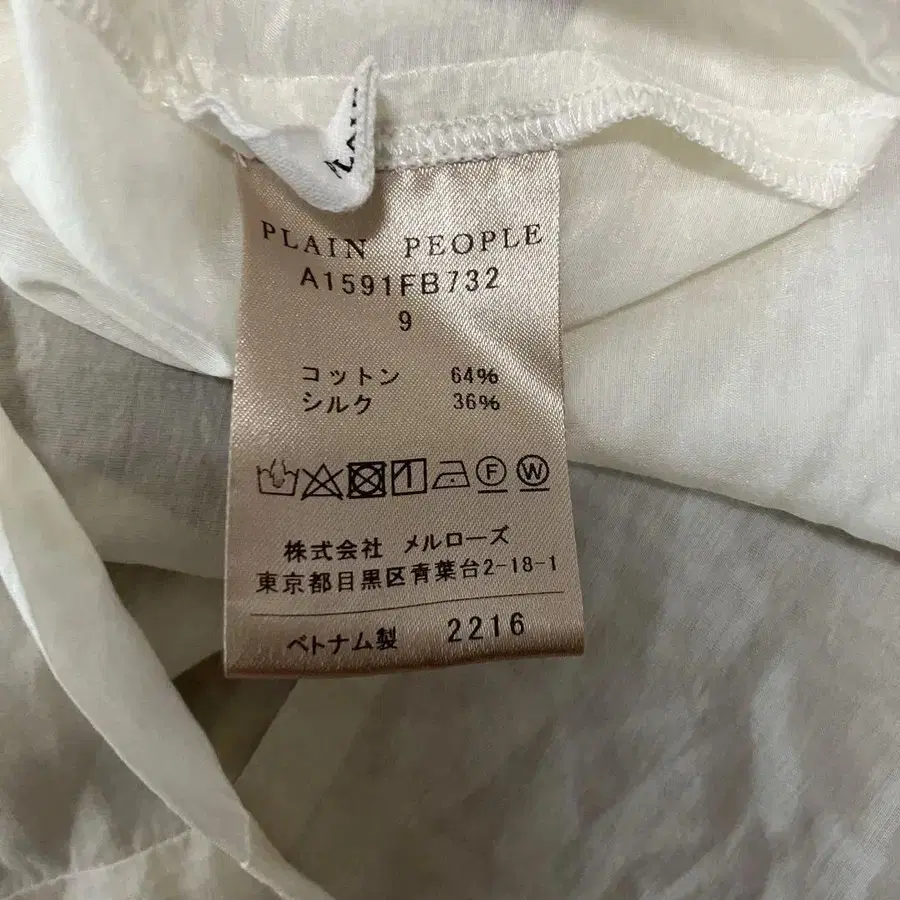 PLAIN PEOPLE
A1591FB732
9
コットン 64%
シルク 36%
F W
株式会社 メルローズ
東京都目黒区青葉台2-18-1
ベトナム製 2216